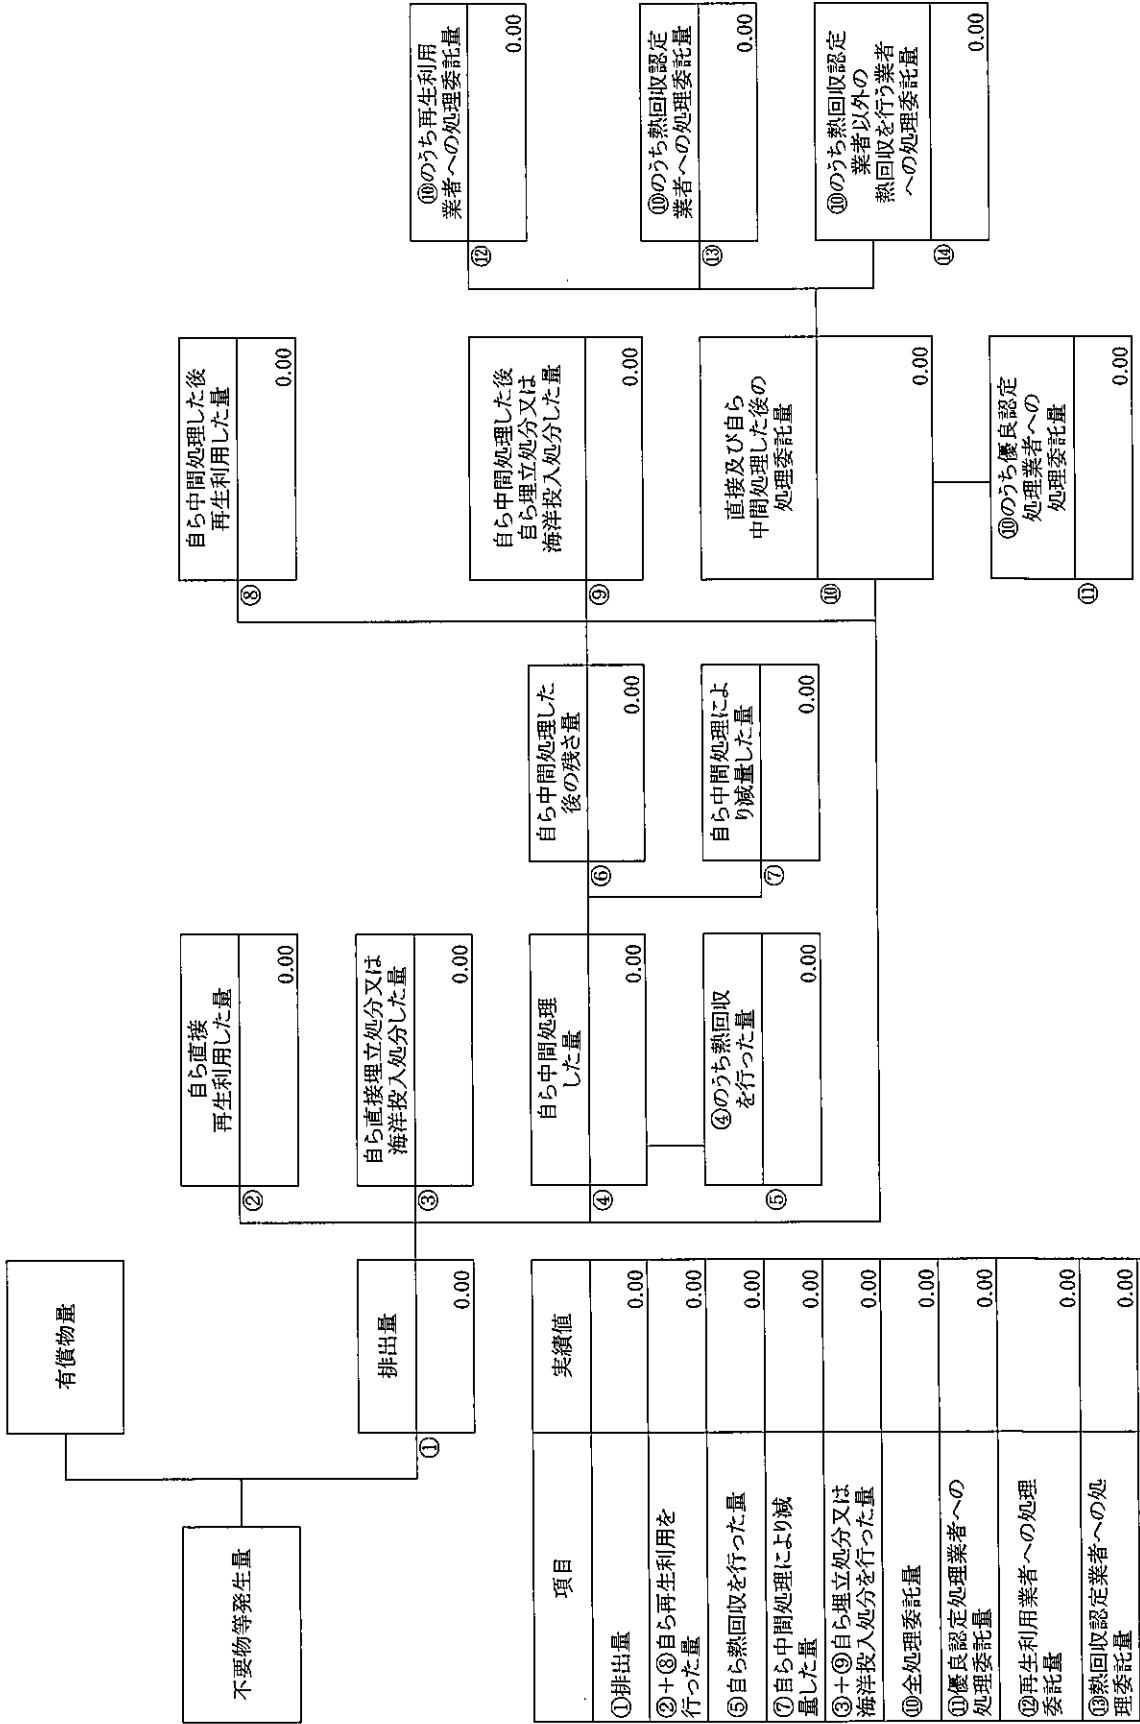 不要物等発生量
有償物量
①
排出量
0.00
②
自ら直接
再生利用した量
0.00
③
自ら直接埋立処分又は
海洋投入処分した量
0.00
④
自ら中間処理
した量
0.00
⑤
④のうち熱回収
を行った量
0.00
⑥
自ら中間処理した
後の残さ量
0.00
⑦
自ら中間処理によ
り減量した量
0.00
⑧
自ら中間処理した後
再生利用した量
0.00
⑨
自ら中間処理した後
自ら埋立処分又は
海洋投入処分した量
0.00
⑩
直接及び自ら
中間処理した後の
処理委託量
0.00
⑪
⑩のうち優良認定
処理業者への
処理委託量
0.00
⑫
⑩のうち再生利用
業者への処理委託量
0.00
⑬
⑩のうち熱回収認定
業者への処理委託量
0.00
⑭
⑩のうち熱回収認定
業者以外の
熱回収を行う業者
への処理委託量
0.00
項目 実績値
①排出量 0.00
②+⑧自ら再生利用を
行った量 0.00
⑤自ら熱回収を行った量 0.00
⑦自ら中間処理により減
量した量 0.00
③+⑨自ら埋立処分又は
海洋投入処分を行った量 0.00
⑩全処理委託量 0.00
⑪優良認定処理業者への
処理委託量 0.00
⑫再生利用業者への処理
委託量 0.00
⑬熱回収認定業者への処
理委託量 0.00